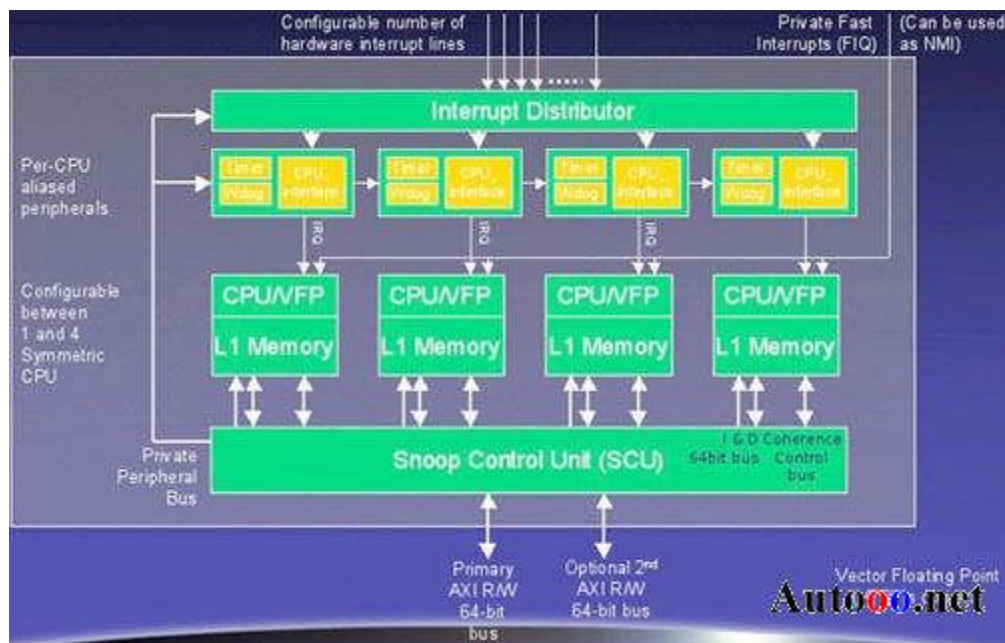 Configurable number of
hardware interrupt lines
Private Fast
Interrupts (FIQ)
(Can be used
as NMI)
Interrupt Distributor
Per-CPU
aliased
peripherals
Timer
Wdog
CPU
interface
Timer
Wdog
CPU
interface
Timer
Wdog
CPU
interface
Timer
Wdog
CPU
interface
IRQ
IRQ
IRQ
Configurable
between
1 and 4
Symmetric
CPU
CPU/VFP
L1 Memory
CPU/VFP
L1 Memory
CPU/VFP
L1 Memory
CPU/VFP
L1 Memory
Private
Peripheral
Bus
Snoop Control Unit (SCU)
I & D
64bit bus
Coherence
Control
bus
Primary
AXI R/W
64-bit
bus
Optional 2nd
AXI R/W
64-bit bus
Vector Floating Point
Autooo.net